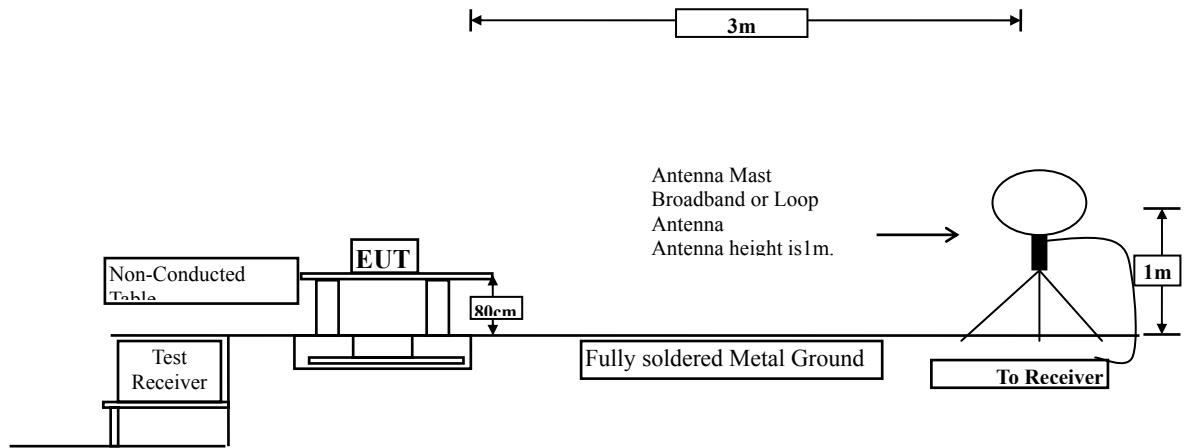 3m
Antenna Mast
Broadband or Loop
Antenna
Antenna height is1m.
EUT
Non-Conducted
Table
80cm
1m
Test
Receiver
Fully soldered Metal Ground
To Receiver